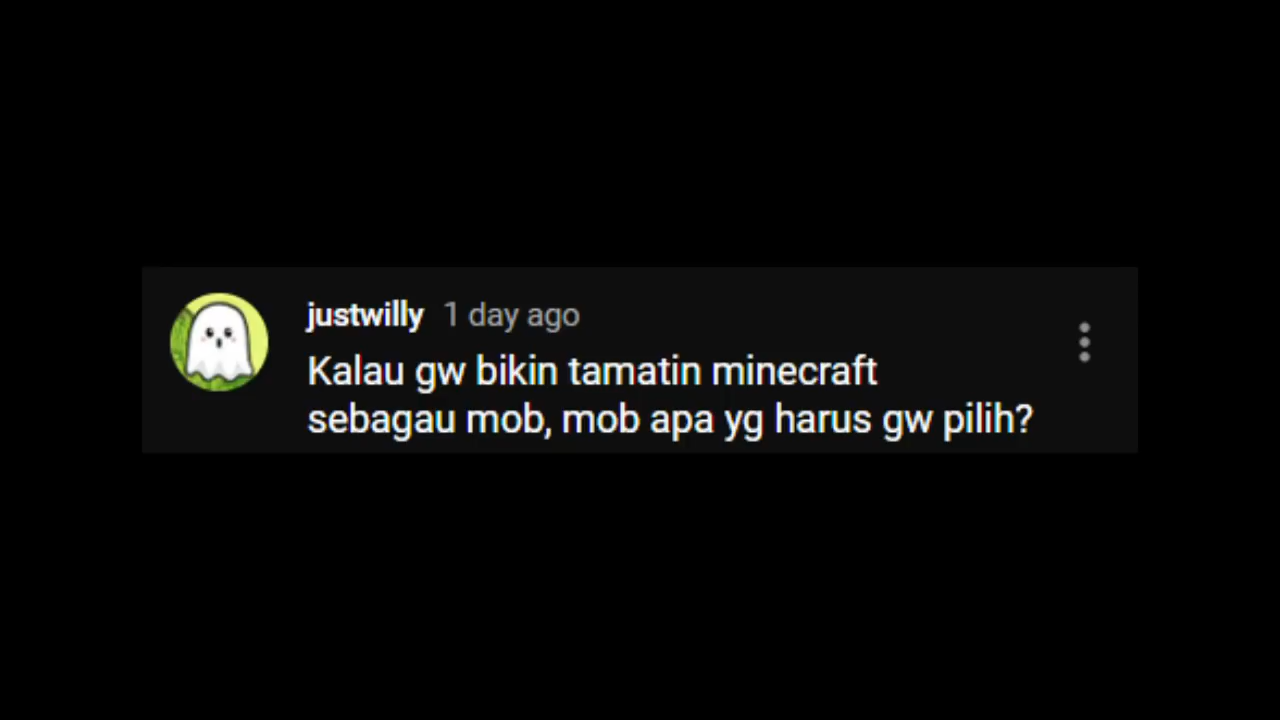 justwilly 1 day ago
Kalau gw bikin tamatin minecraft
sebagau mob, mob apa yg harus gw pilih?